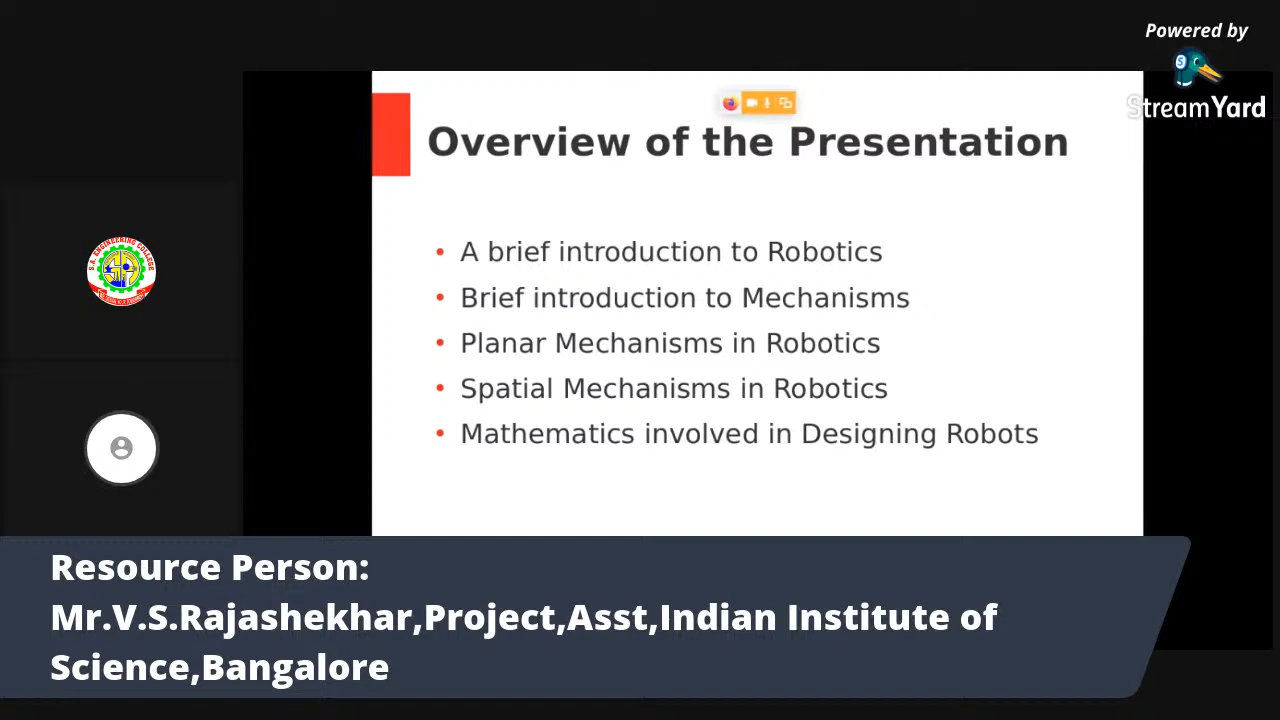 Powered by
StreamYard
Overview of the Presentation
• A brief introduction to Robotics
• Brief introduction to Mechanisms
• Planar Mechanisms in Robotics
• Spatial Mechanisms in Robotics
• Mathematics involved in Designing Robots
S.A. ENGINEERING COLLEGE
Resource Person:
Mr.V.S.Rajashekhar,Project,Asst,Indian Institute of
Science,Bangalore